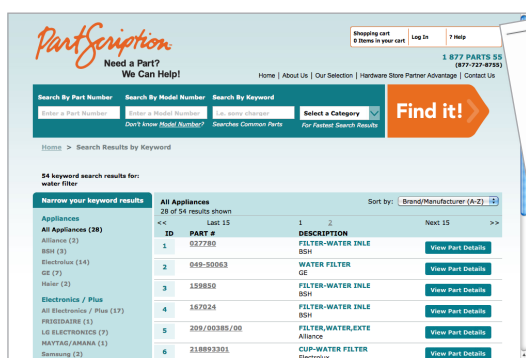 PartScription
Need a Part?
We Can Help!
Shopping cart
0 Items in your cart
Log In
? Help
1 877 PARTS 55
(877-727-8755)
Home | About Us | Our Selection | Hardware Store Partner Advantage | Contact Us
Search By Part Number
Search By Model Number
Search By Keyword
Enter a Part Number
Enter a Model Number
i.e. sony charger
Select a Category
Find it!
Don't know Model Number?
Searches Common Parts
For Fastest Search Results
Home > Search Results by Keyword
54 keyword search results for:
water filter
Narrow your keyword results
Appliances
All Appliances (28)
Alliance (2)
BSH (3)
Electrolux (14)
GE (7)
Haier (2)
Electronics / Plus
All Electronics / Plus (17)
FRIGIDAIRE (1)
LG ELECTRONICS (7)
MAYTAG/AMANA (1)
Samsung (2)
All Appliances
Sort by: Brand/Manufacturer (A-Z)
28 of 54 results shown
<< Last 15 1 2 Next 15 >>
ID PART # DESCRIPTION
1 027780 FILTER-WATER INLE
BSH
View Part Details
2 049-50063 WATER FILTER
GE
View Part Details
3 159850 FILTER-WATER INLE
BSH
View Part Details
4 167024 FILTER-WATER INLE
BSH
View Part Details
5 209/00385/00 FILTER,WATER,EXTE
Alliance
View Part Details
6 218893301 CUP-WATER FILTER
Electrolux
View Part Details